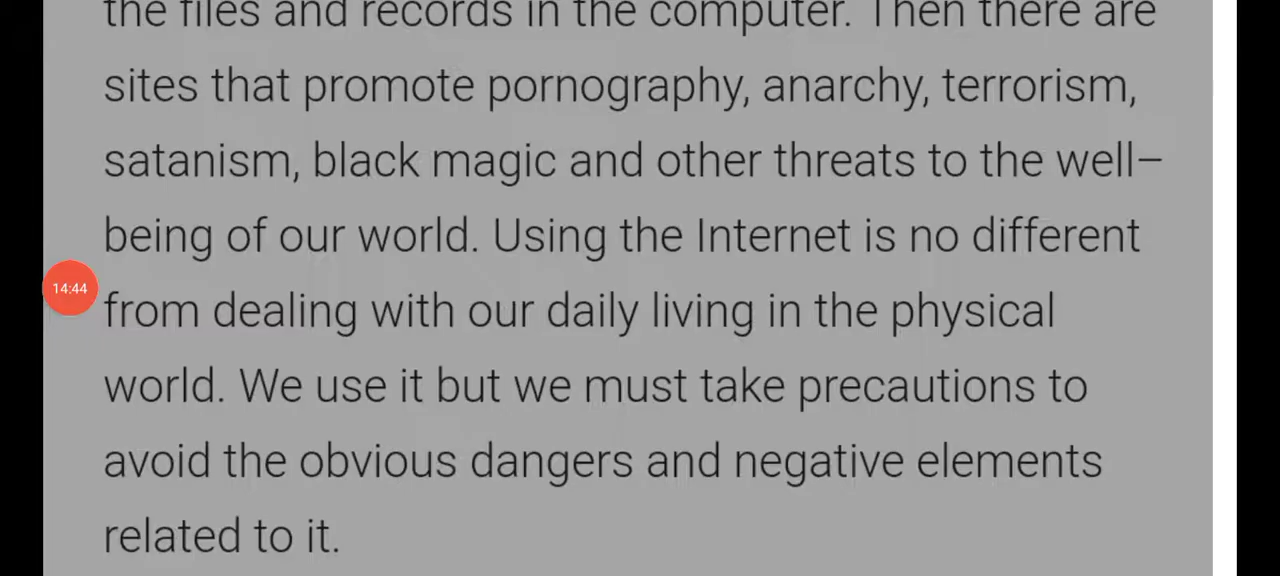 the files and records in the computer. Then there are
sites that promote pornography, anarchy, terrorism,
satanism, black magic and other threats to the well–
being of our world. Using the Internet is no different
14:44
from dealing with our daily living in the physical
world. We use it but we must take precautions to
avoid the obvious dangers and negative elements
related to it.